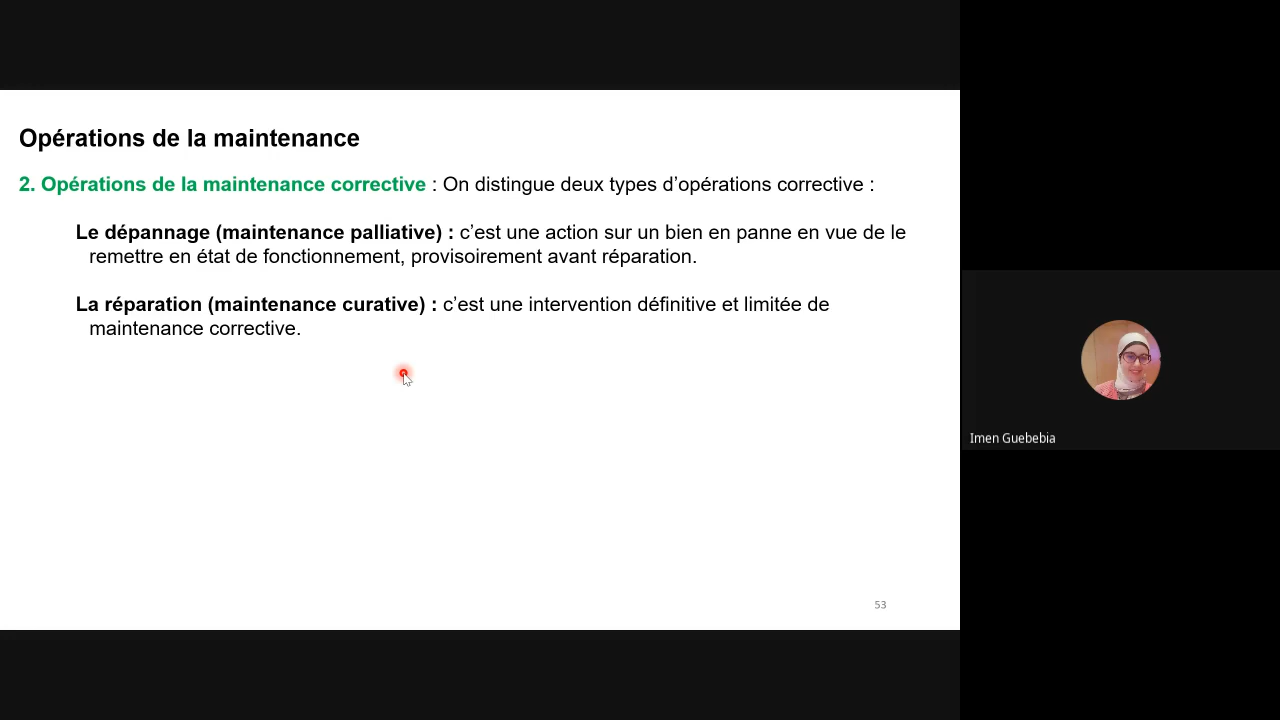 Opérations de la maintenance
2. Opérations de la maintenance corrective : On distingue deux types d’opérations corrective :
Le dépannage (maintenance palliative) : c’est une action sur un bien en panne en vue de le
remettre en état de fonctionnement, provisoirement avant réparation.
La réparation (maintenance curative) : c’est une intervention définitive et limitée de
maintenance corrective.
Imen Guebebia
53